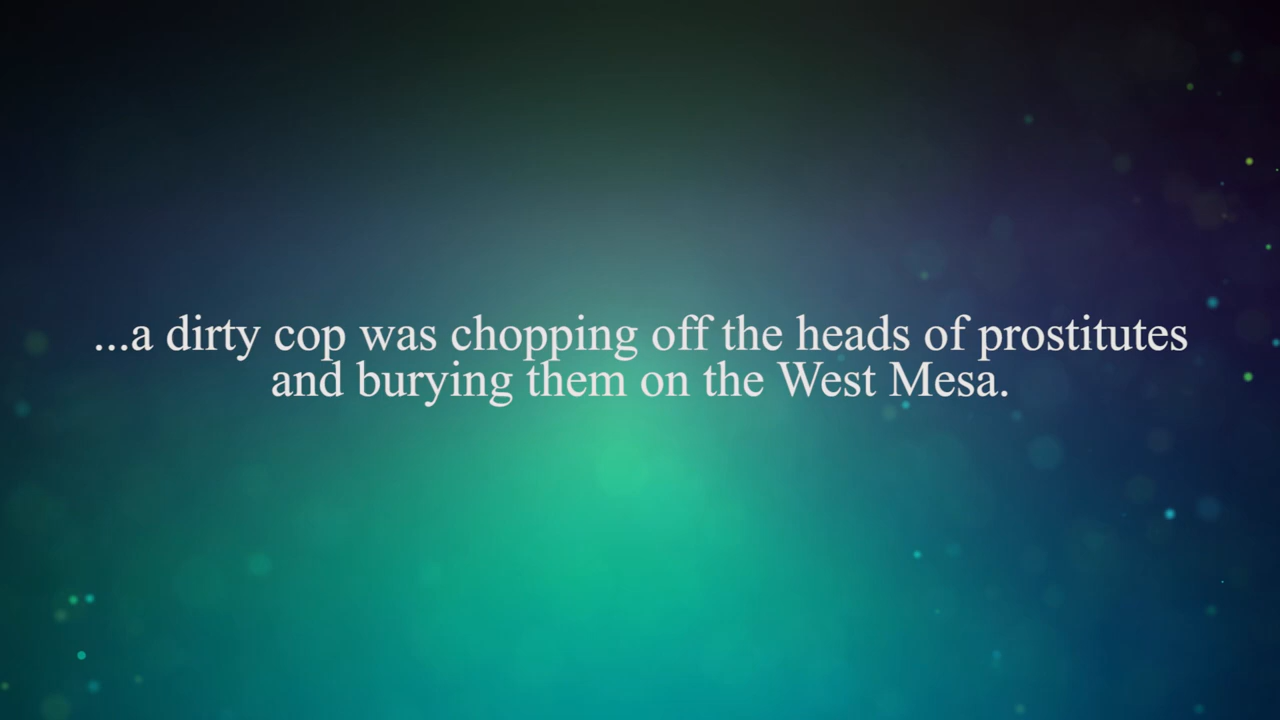 ...a dirty cop was chopping off the heads of prostitutes
and burying them on the West Mesa.